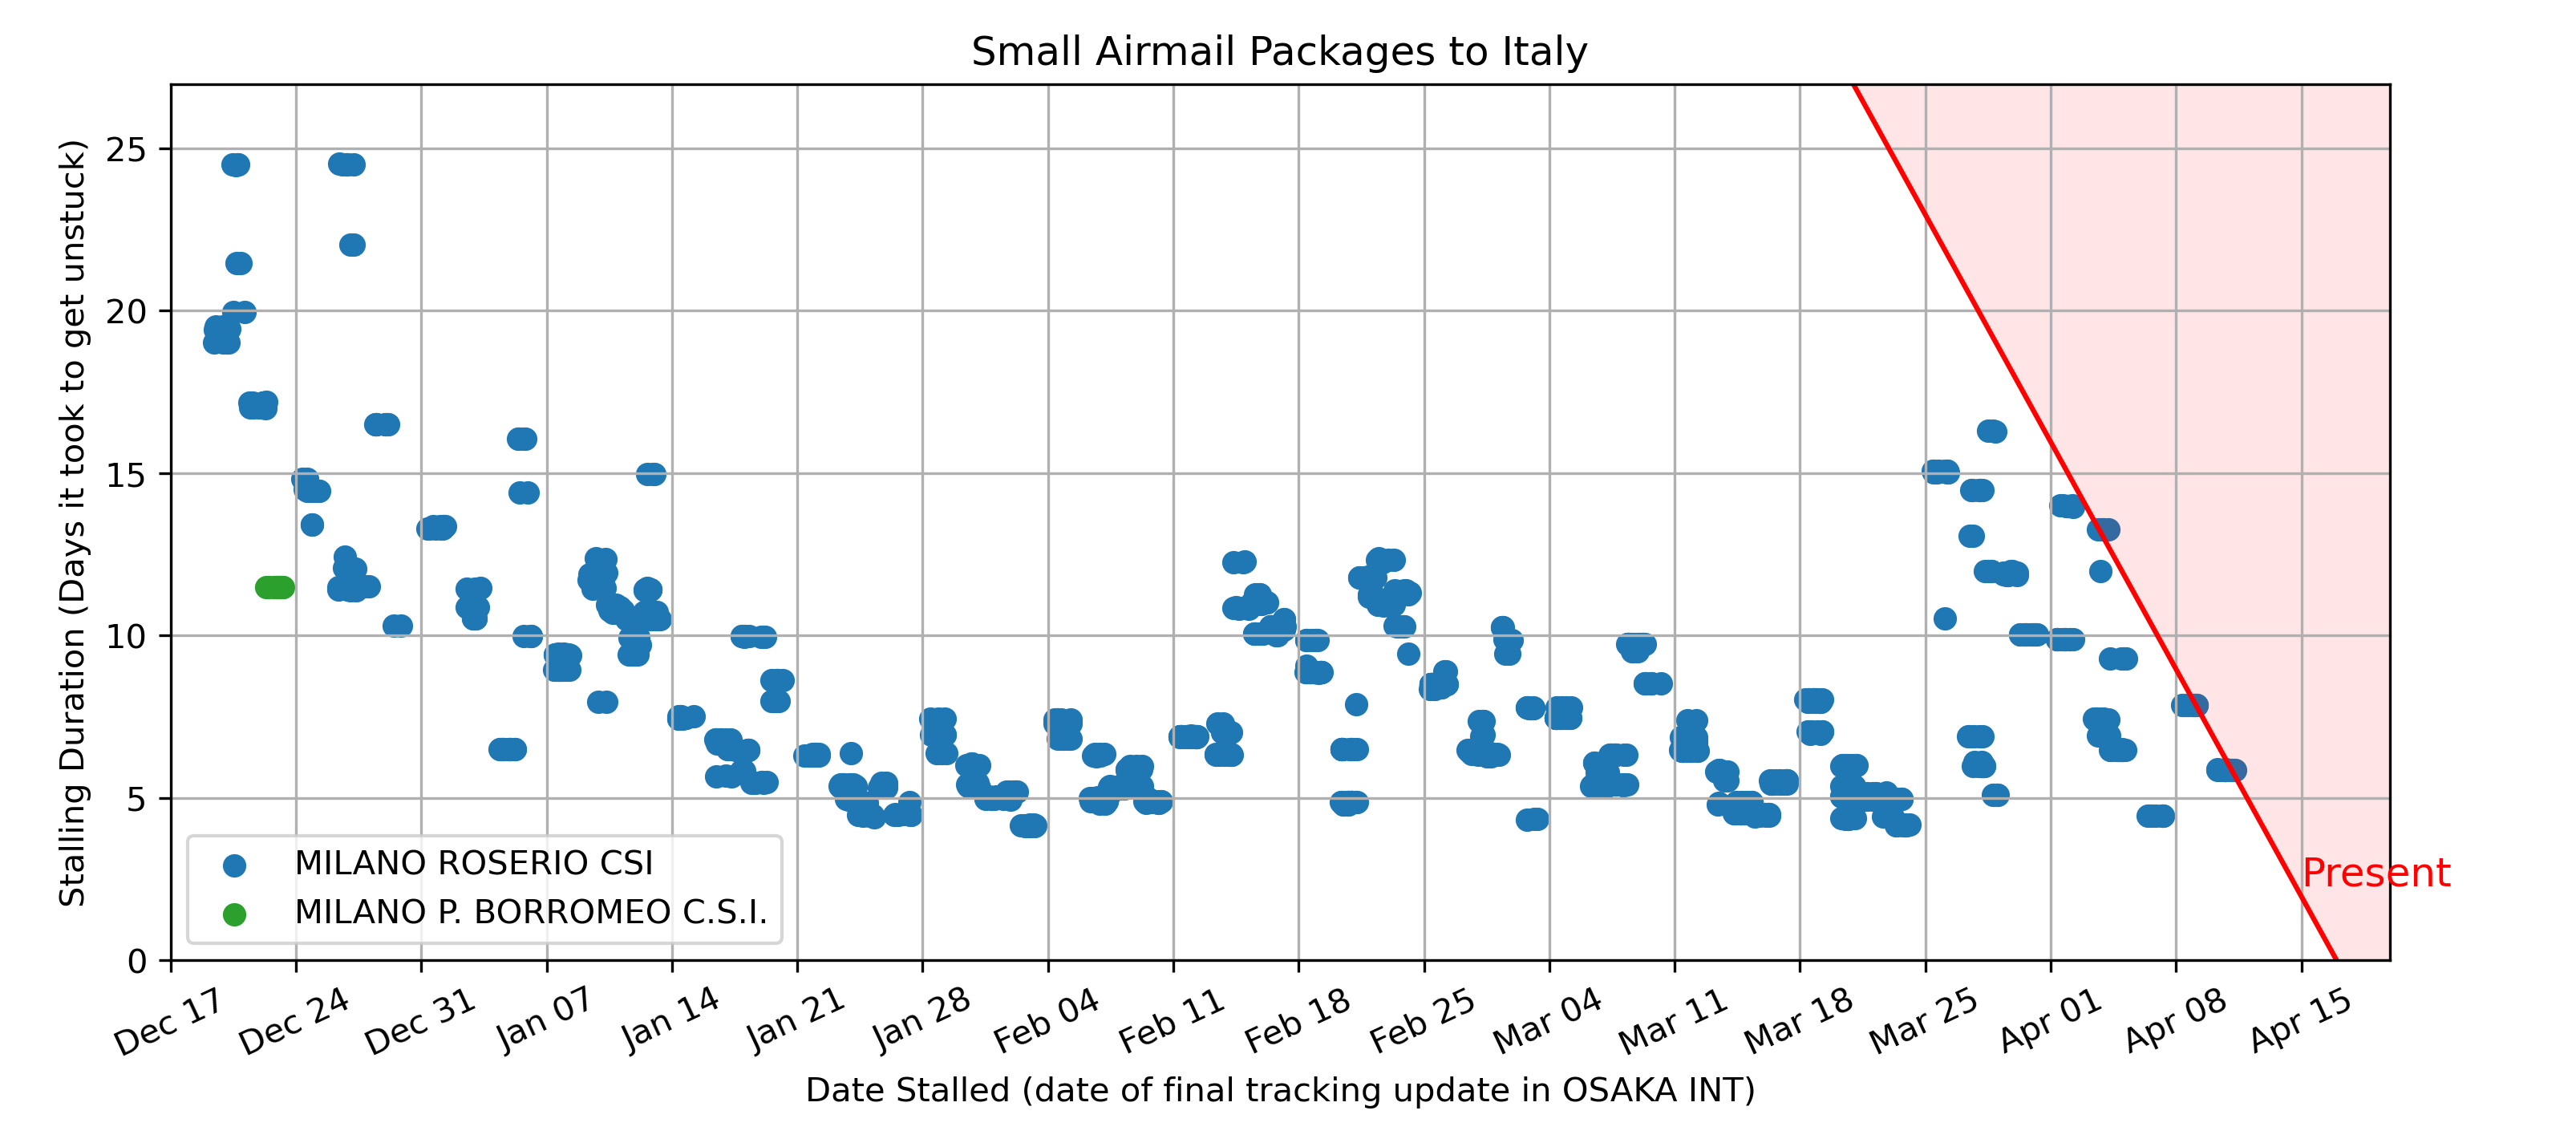 Small Airmail Packages to Italy
Stalling Duration (Days it took to get unstuck)
25
20
15
10
5
0
MILANO ROSERIO CSI
MILANO P. BORROMEO C.S.I.
Present
Dec 17
Dec 24
Dec 31
Jan 07
Jan 14
Jan 21
Jan 28
Feb 04
Feb 11
Feb 18
Feb 25
Mar 04
Mar 11
Mar 18
Mar 25
Apr 01
Apr 08
Apr 15
Date Stalled (date of final tracking update in OSAKA INT)